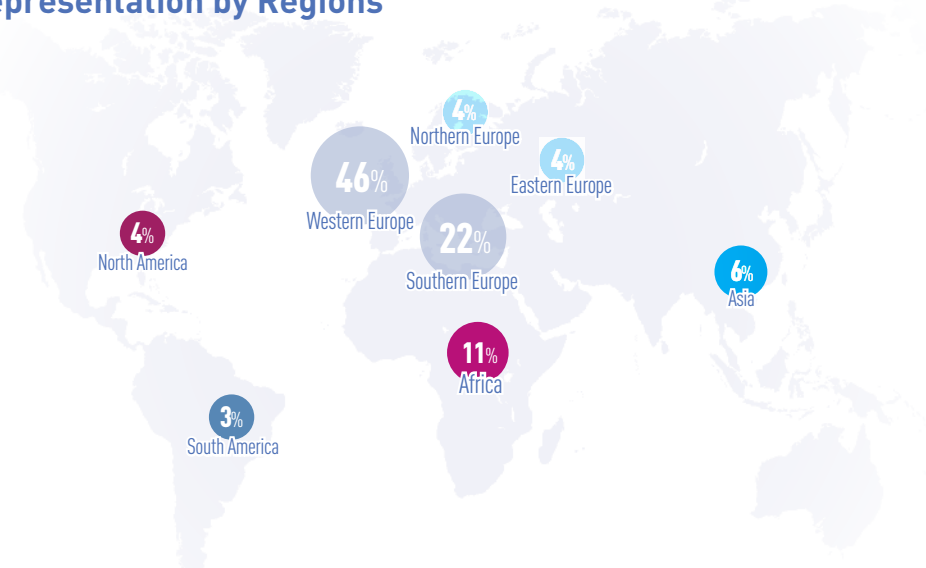 epresentation by Regions
4%
Northern Europe
4%
Eastern Europe
46%
Western Europe
22%
Southern Europe
4%
North America
6%
Asia
11%
Africa
3%
South America